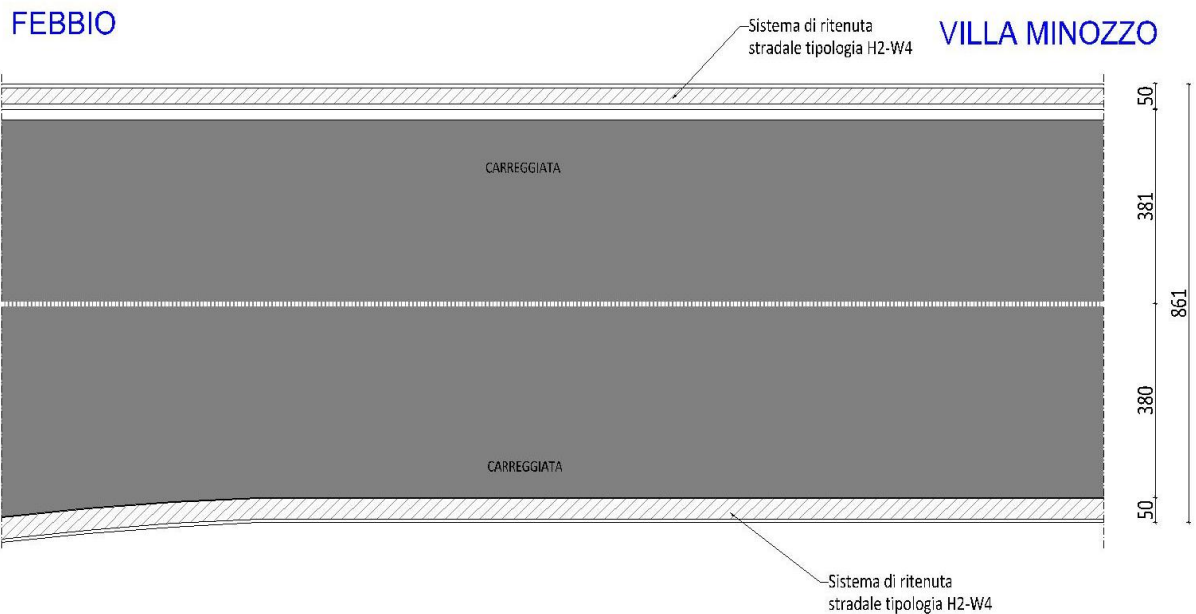 FEBBIO
Sistema di ritenuta
stradale tipologia H2-W4
VILLA MINOZZO
50
CARREGGIATA
381
861
380
CARREGGIATA
50
Sistema di ritenuta
stradale tipologia H2-W4